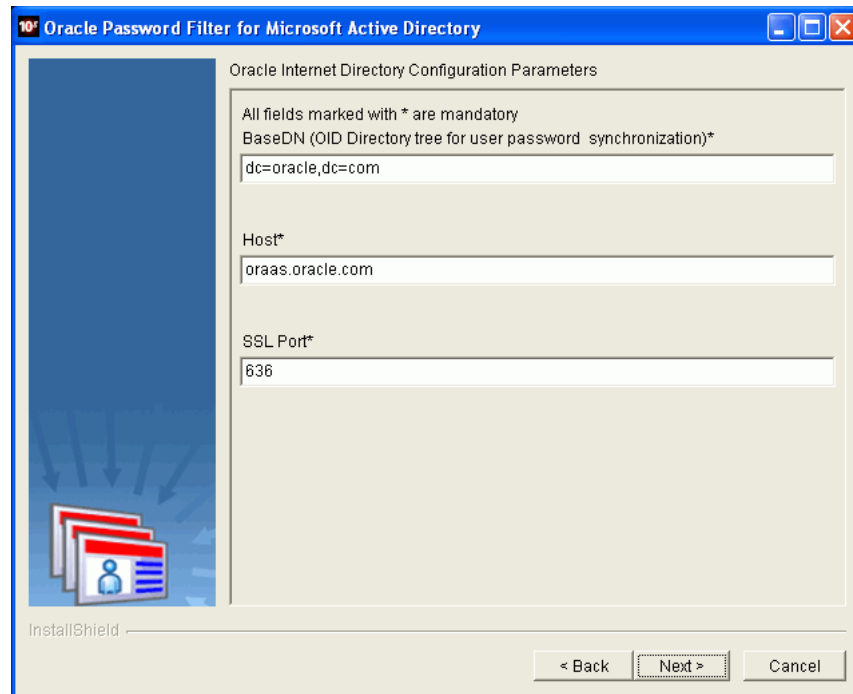 Oracle Password Filter for Microsoft Active Directory
Oracle Internet Directory Configuration Parameters
All fields marked with * are mandatory
BaseDN (OID Directory tree for user password synchronization)*
dc=oracle,dc=com
Host*
oraas.oracle.com
SSL Port*
636
InstallShield
< Back
Next >
Cancel